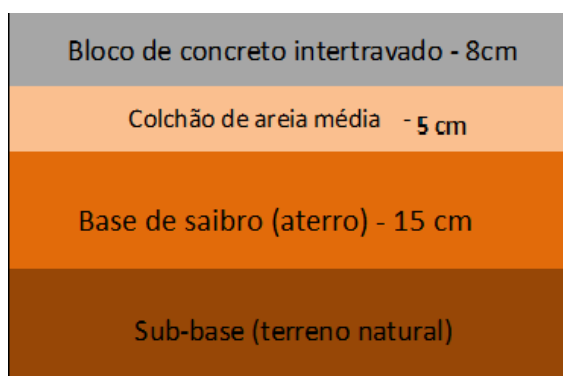 Bloco de concreto intertravado - 8cm
Colchão de areia média - 5 cm
Base de saibro (aterro) - 15 cm
Sub-base (terreno natural)